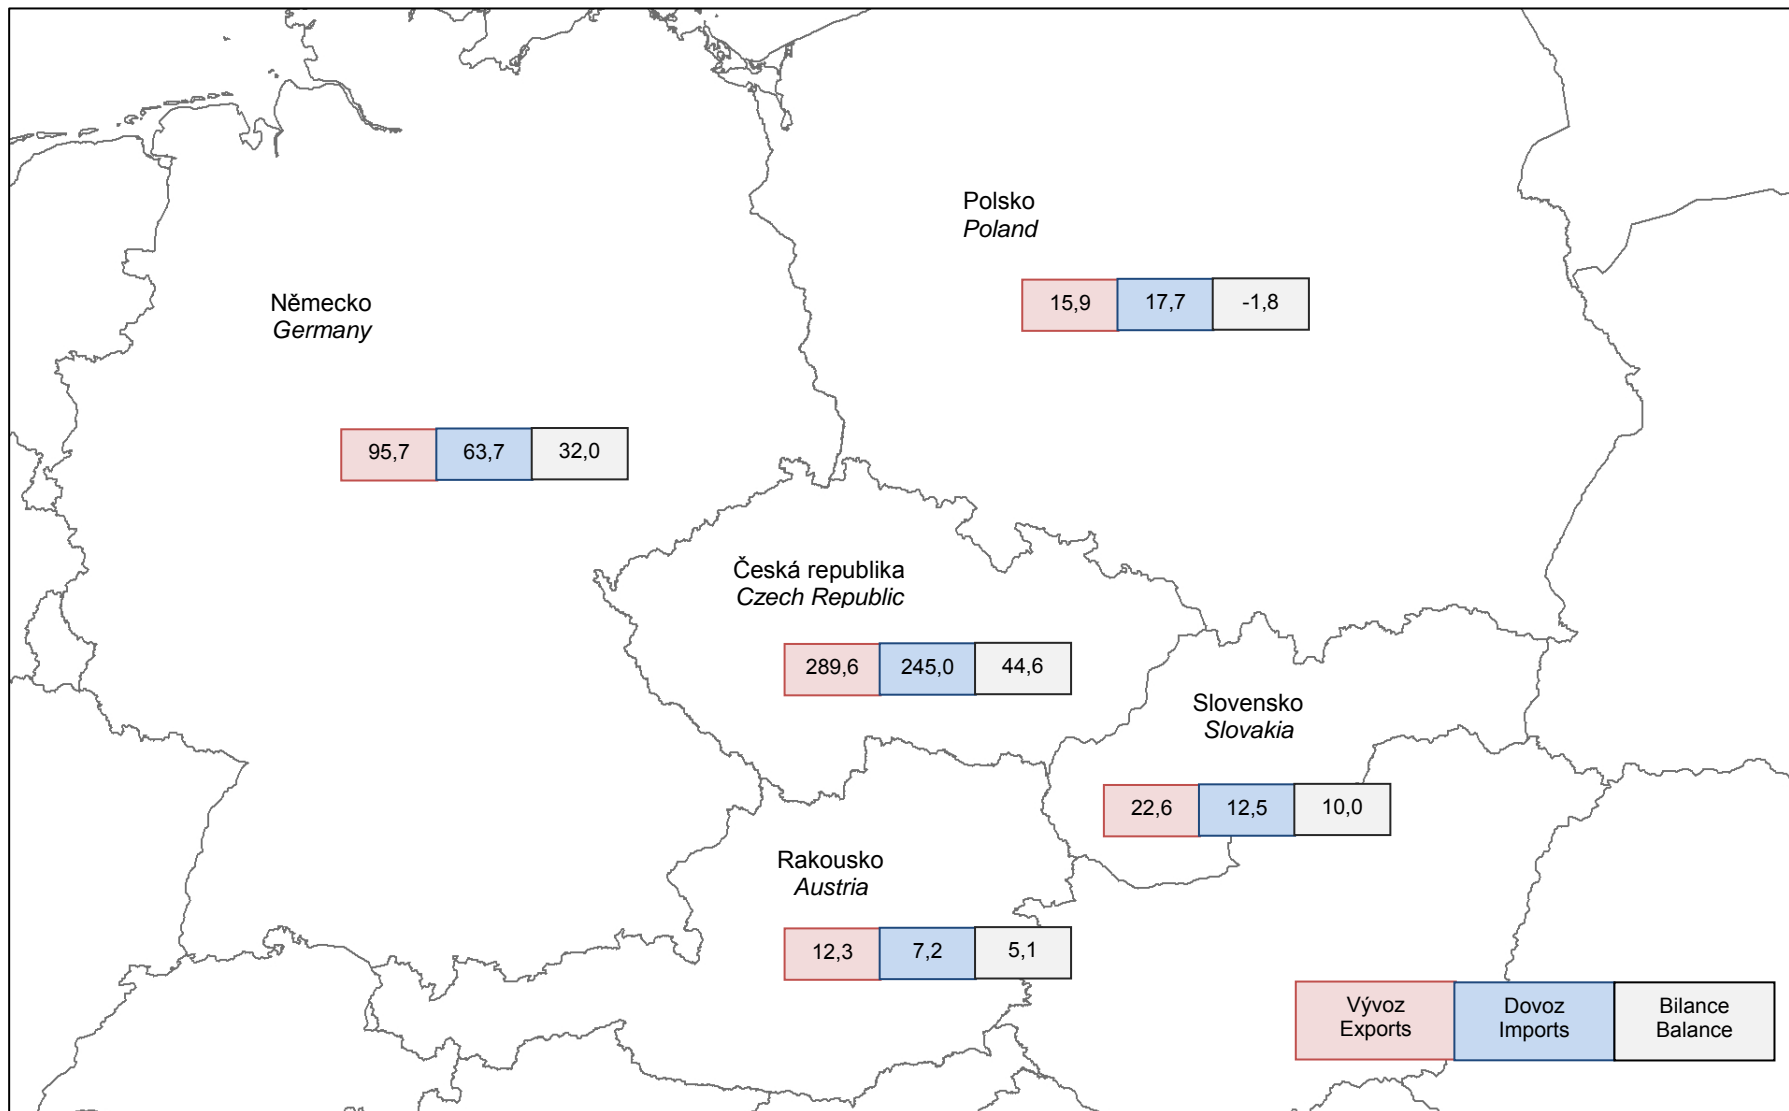 Polsko
Poland
15,9 17,7 -1,8
Německo
Germany
95,7 63,7 32,0
Česká republika
Czech Republic
289,6 245,0 44,6
Slovensko
Slovakia
22,6 12,5 10,0
Rakousko
Austria
12,3 7,2 5,1
Vývoz Dovoz Bilance
Exports Imports Balance